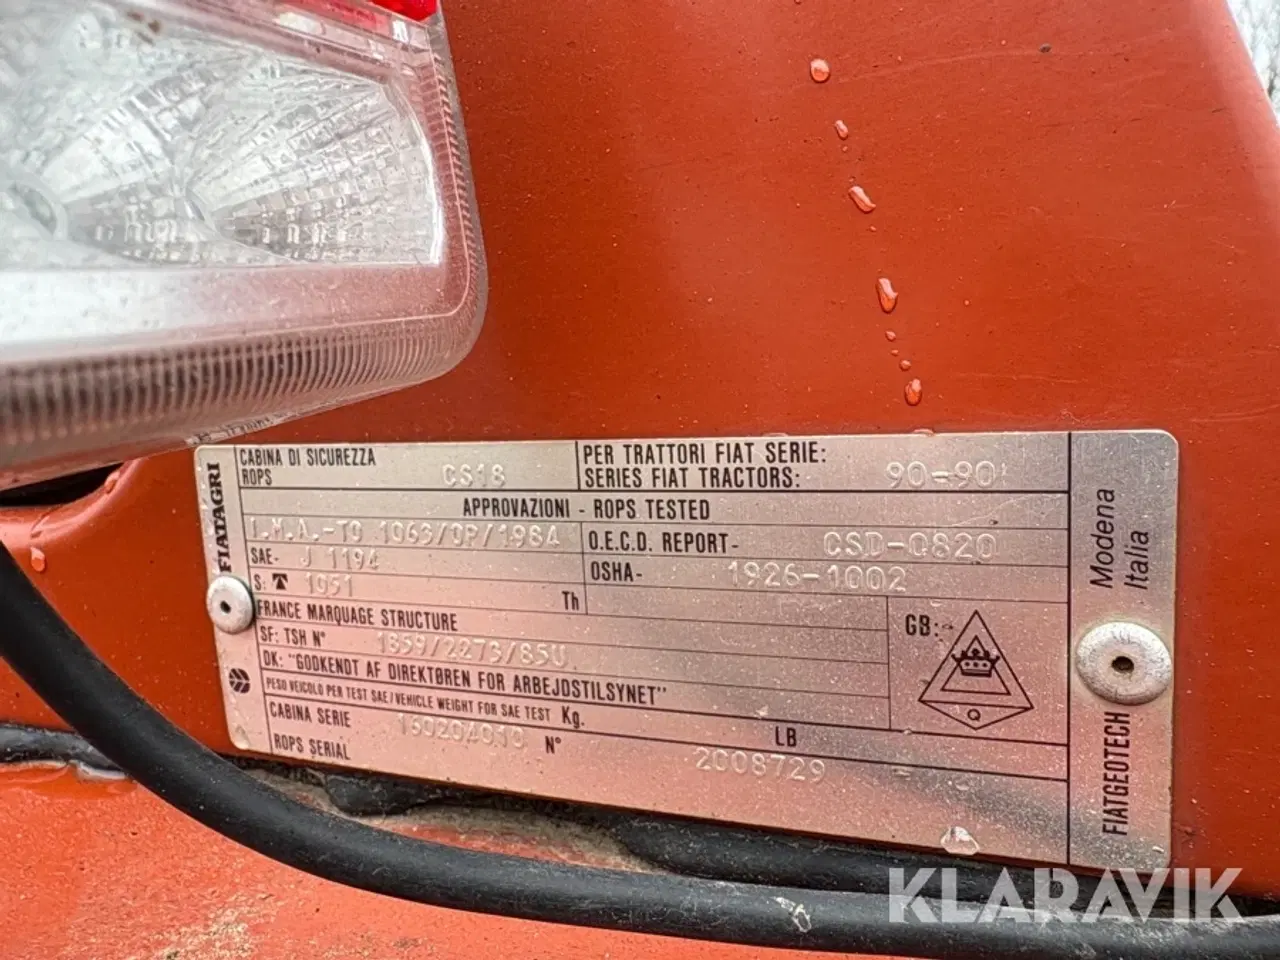 FIATAGRI
CABINA DI SICUREZZA
ROPS
CS18
PER TRATTORI FIAT SERIE:
SERIES FIAT TRACTORS:
90-90
APPROVAZIONI - ROPS TESTED
I.M.A.-TO 1063/OP/1984
O.E.C.D. REPORT- CSD-0820
SAE- J 1194
OSHA- 1926-1002
S: 1051 Th
FRANCE MARQUAGE STRUCTURE
SF: TSH N° 1859/2273/85U
GB:
Q
DK: "GODKENDT AF DIREKTØREN FOR ARBEJDSTILSYNET"
PESO VEICOLO PER TEST SAE/VEHICLE WEIGHT FOR SAE TEST Kg.
LB
CABINA SERIE
ROPS SERIAL
160204010 N° 2008729
Modena
Italia
FIATGEOTECH
KLARAVIK